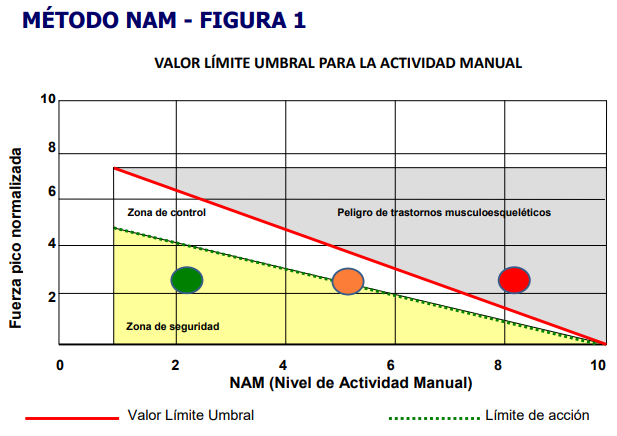 MÉTODO NAM - FIGURA 1
VALOR LÍMITE UMBRAL PARA LA ACTIVIDAD MANUAL
Fuerza pico normalizada
10
8
6
4
2
Zona de control
Peligro de trastornos musculoesqueléticos
Zona de seguridad
0 2 4 6 8 10
NAM (Nivel de Actividad Manual)
Valor Límite Umbral
Límite de acción